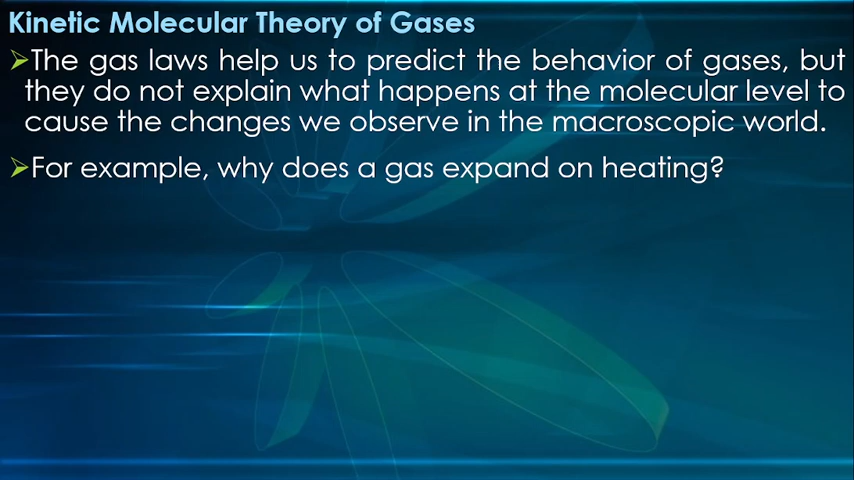 Kinetic Molecular Theory of Gases
➢The gas laws help us to predict the behavior of gases, but
they do not explain what happens at the molecular level to
cause the changes we observe in the macroscopic world.
➢For example, why does a gas expand on heating?